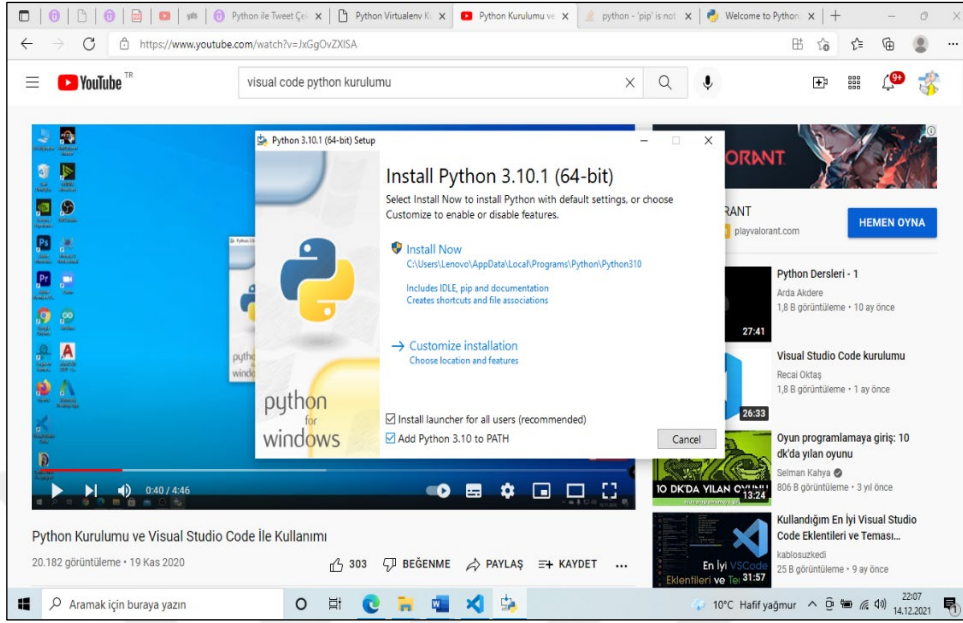 yts
Python ile Tweet Çe
Python Virtualenv K
Python Kurulumu ve
python - 'pip' is not
Welcome to Python
https://www.youtube.com/watch?v=JxGgOvZXlSA
YouTube TR
visual code python kurulumu
9+
Python 3.10.1 (64-bit) Setup
Install Python 3.10.1 (64-bit)
Select Install Now to install Python with default settings, or choose
Customize to enable or disable features.
Install Now
C:\Users\Lenovo\AppData\Local\Programs\Python\Python310
Includes IDLE, pip and documentation
Creates shortcuts and file associations
Customize installation
Choose location and features
python
for
windows
Install launcher for all users (recommended)
Add Python 3.10 to PATH
Cancel
0:40 / 4:46
Python Kurulumu ve Visual Studio Code İle Kullanımı
20.182 görüntüleme • 19 Kas 2020
303
BEĞENME
PAYLAŞ
KAYDET
ORANT
RANT
playvalorant.com
HEMEN OYNA
Python Dersleri - 1
Arda Akdere
1,8 B görüntüleme • 10 ay önce
27:41
Visual Studio Code kurulumu
Recai Oktaş
1,8 B görüntüleme • 1 ay önce
26:33
Oyun programlamaya giriş: 10
dk'da yılan oyunu
Selman Kahya
806 B görüntüleme • 3 yıl önce
10 DK'DA YILAN
13:24
Kullandığım En İyi Visual Studio
Code Eklentileri ve Teması...
kablosuzkedi
25 B görüntüleme • 9 ay önce
En İyi VSCode
Eklentileri ve Te
31:57
Aramak için buraya yazın
10°C Hafif yağmur
22:07
14.12.2021
1